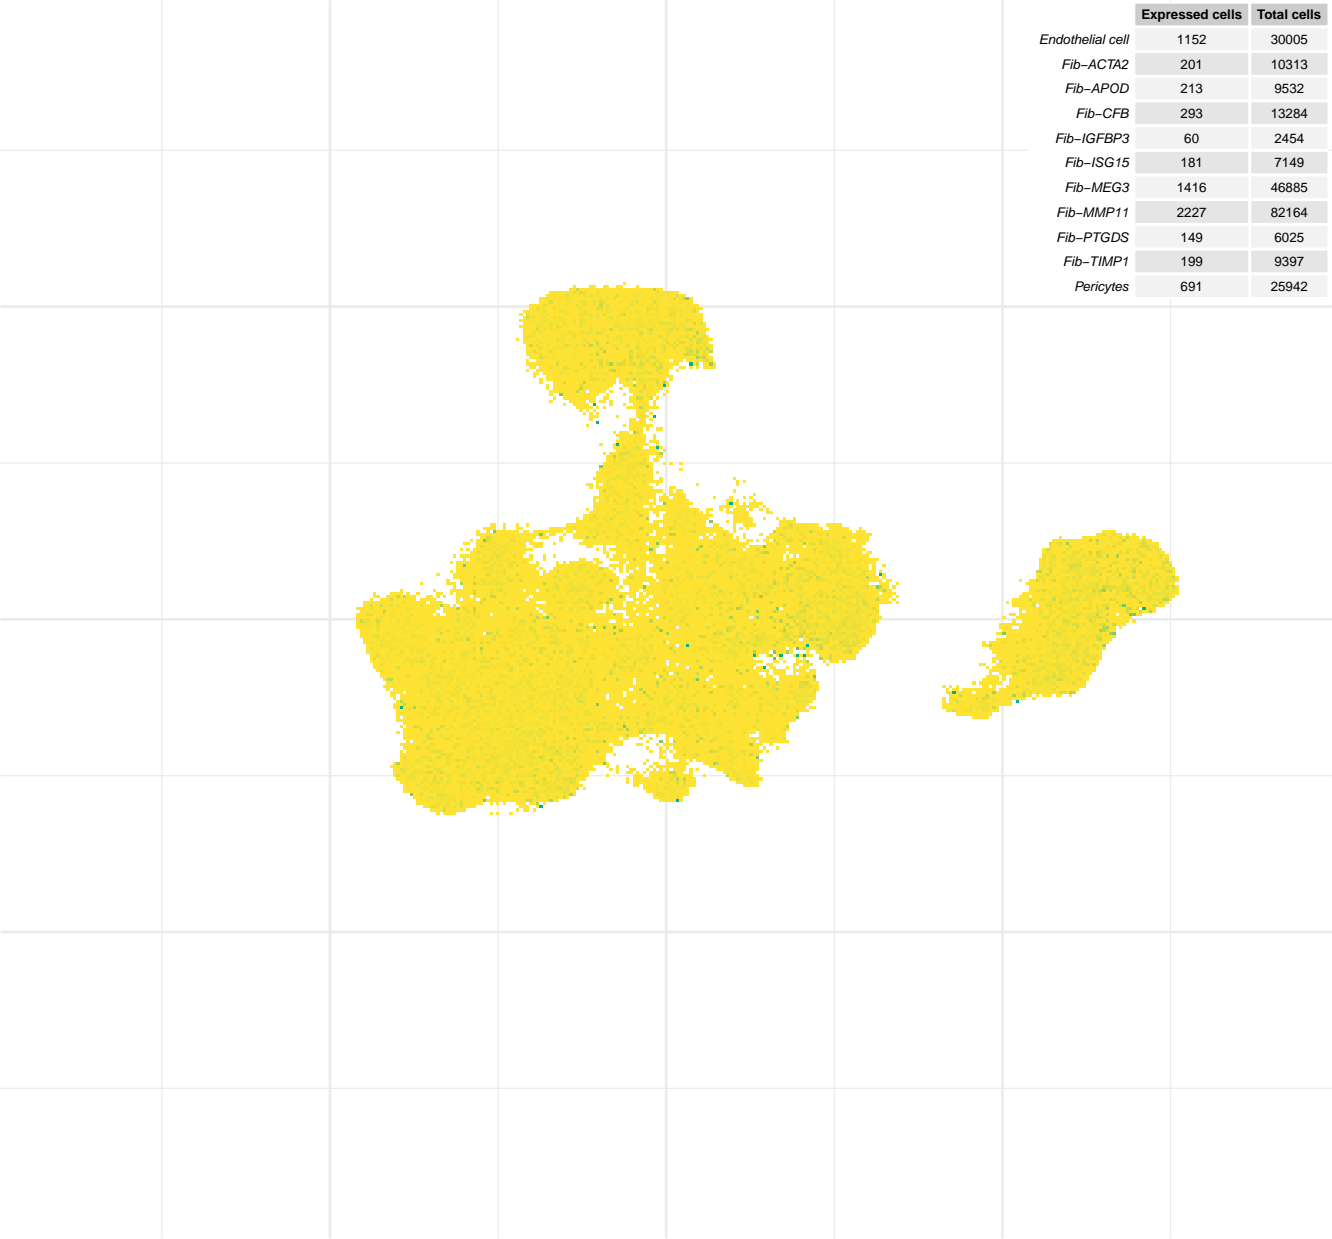 Expressed cells Total cells
Endothelial cell 1152 30005
Fib−ACTA2 201 10313
Fib−APOD 213 9532
Fib−CFB 293 13284
Fib−IGFBP3 60 2454
Fib−ISG15 181 7149
Fib−MEG3 1416 46885
Fib−MMP11 2227 82164
Fib−PTGDS 149 6025
Fib−TIMP1 199 9397
Pericytes 691 25942